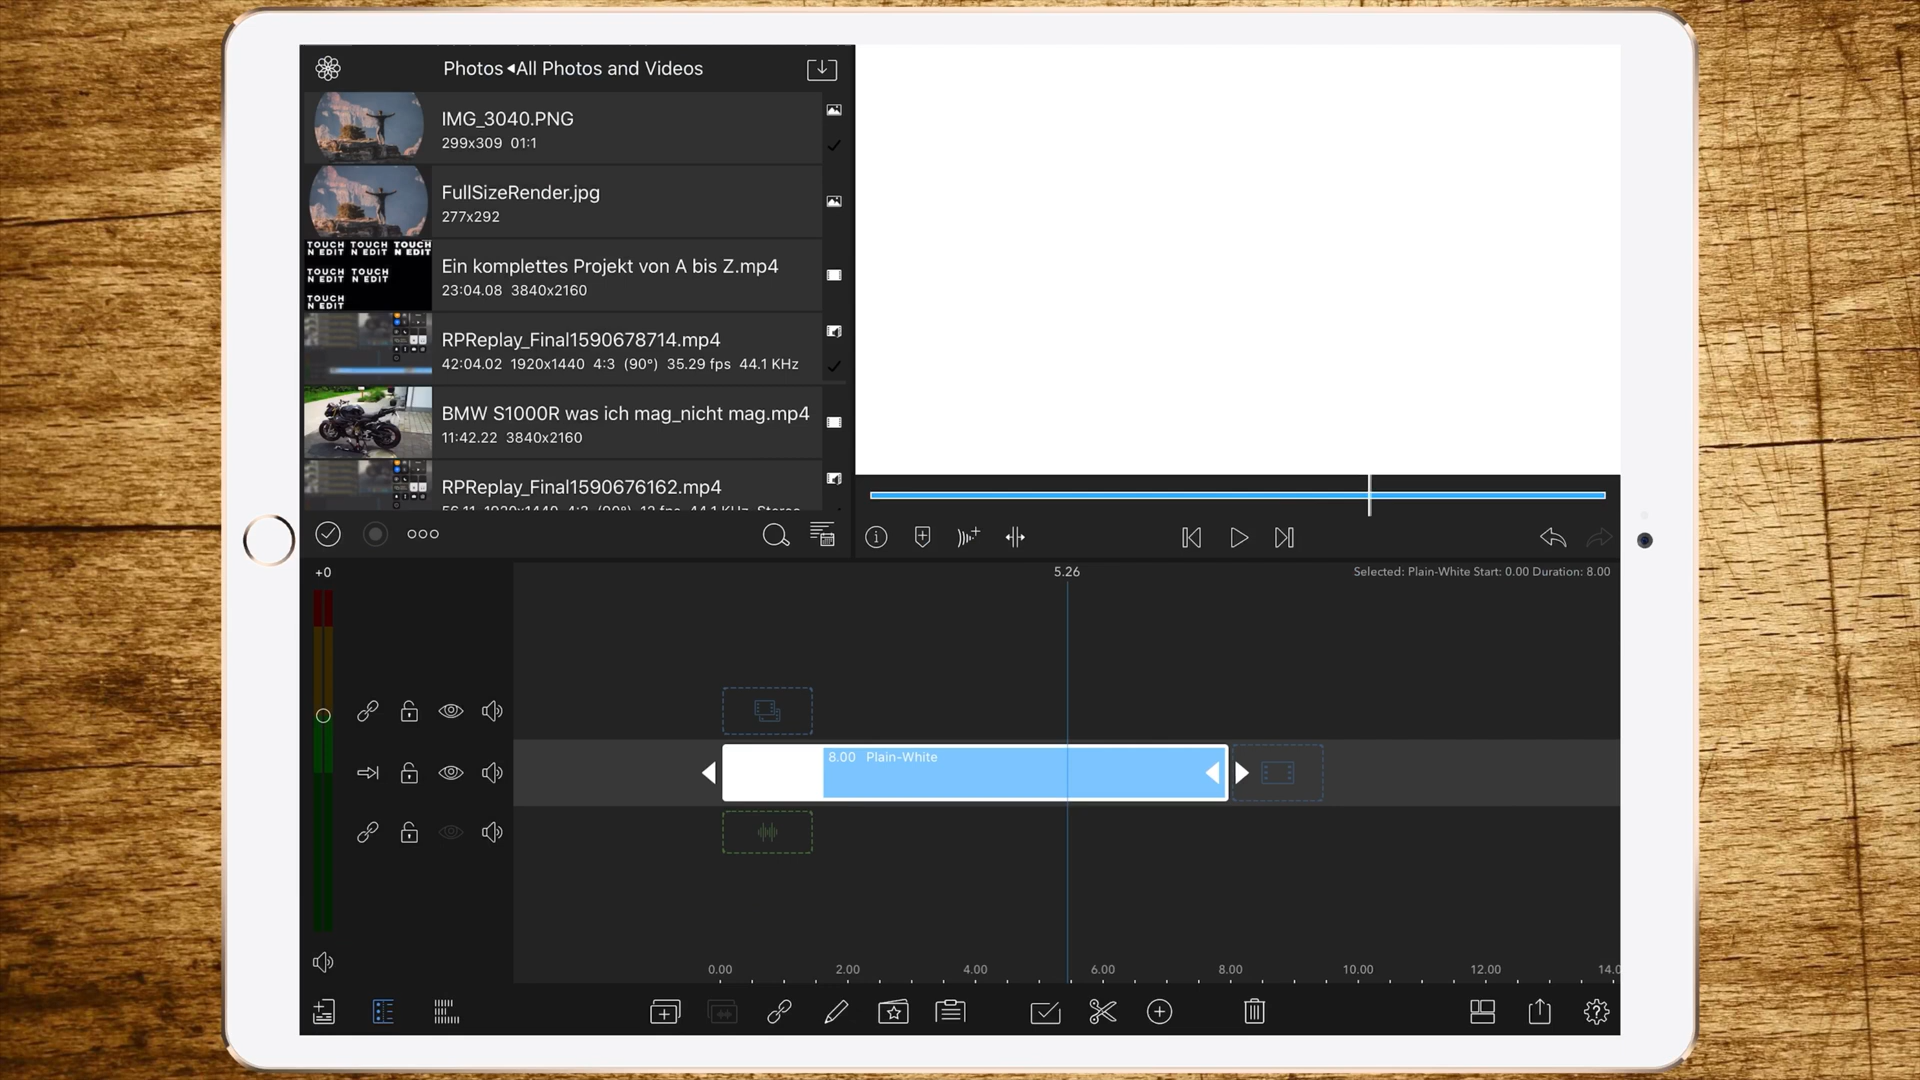 Photos ◂All Photos and Videos
IMG_3040.PNG
299x309 01:1
FullSizeRender.jpg
277x292
TOUCH TOUCH TOUCH
N EDIT N EDIT N EDIT
TOUCH TOUCH
N EDIT N EDIT
TOUCH
N EDIT
Ein komplettes Projekt von A bis Z.mp4
23:04.08 3840x2160
RPReplay_Final1590678714.mp4
42:04.02 1920x1440 4:3 (90°) 35.29 fps 44.1 KHz
BMW S1000R was ich mag_nicht mag.mp4
11:42.22 3840x2160
RPReplay_Final1590676162.mp4
+0
5.26
Selected: Plain-White Start: 0.00 Duration: 8.00
8.00 Plain-White
0.00 2.00 4.00 6.00 8.00 10.00 12.00 14.0